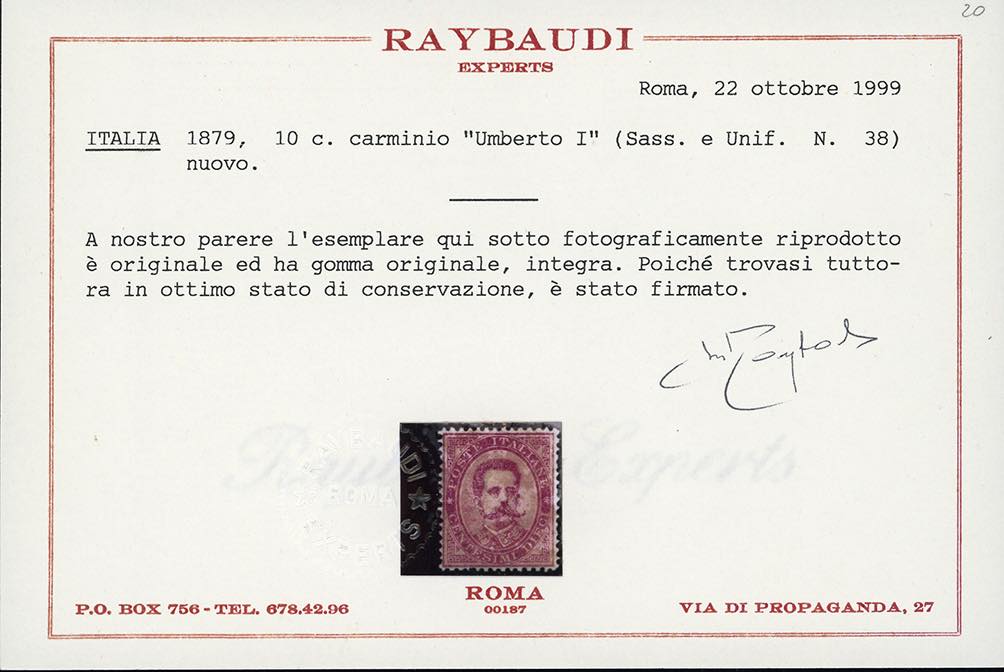 20
RAYBAUDI
EXPERTS
Roma, 22 ottobre 1999
ITALIA 1879, 10 c. carminio "Umberto I" (Sass. e Unif. N. 38)
nuovo.
A nostro parere l'esemplare qui sotto fotograficamente riprodotto
è originale ed ha gomma originale, integra. Poiché trovasi tutto-
ra in ottimo stato di conservazione, è stato firmato.
POSTE ITALIANE
CENTESIMI DIECI
ROMA
ROMA
00187
P.O. BOX 756 - TEL. 678.42.96
VIA DI PROPAGANDA, 27